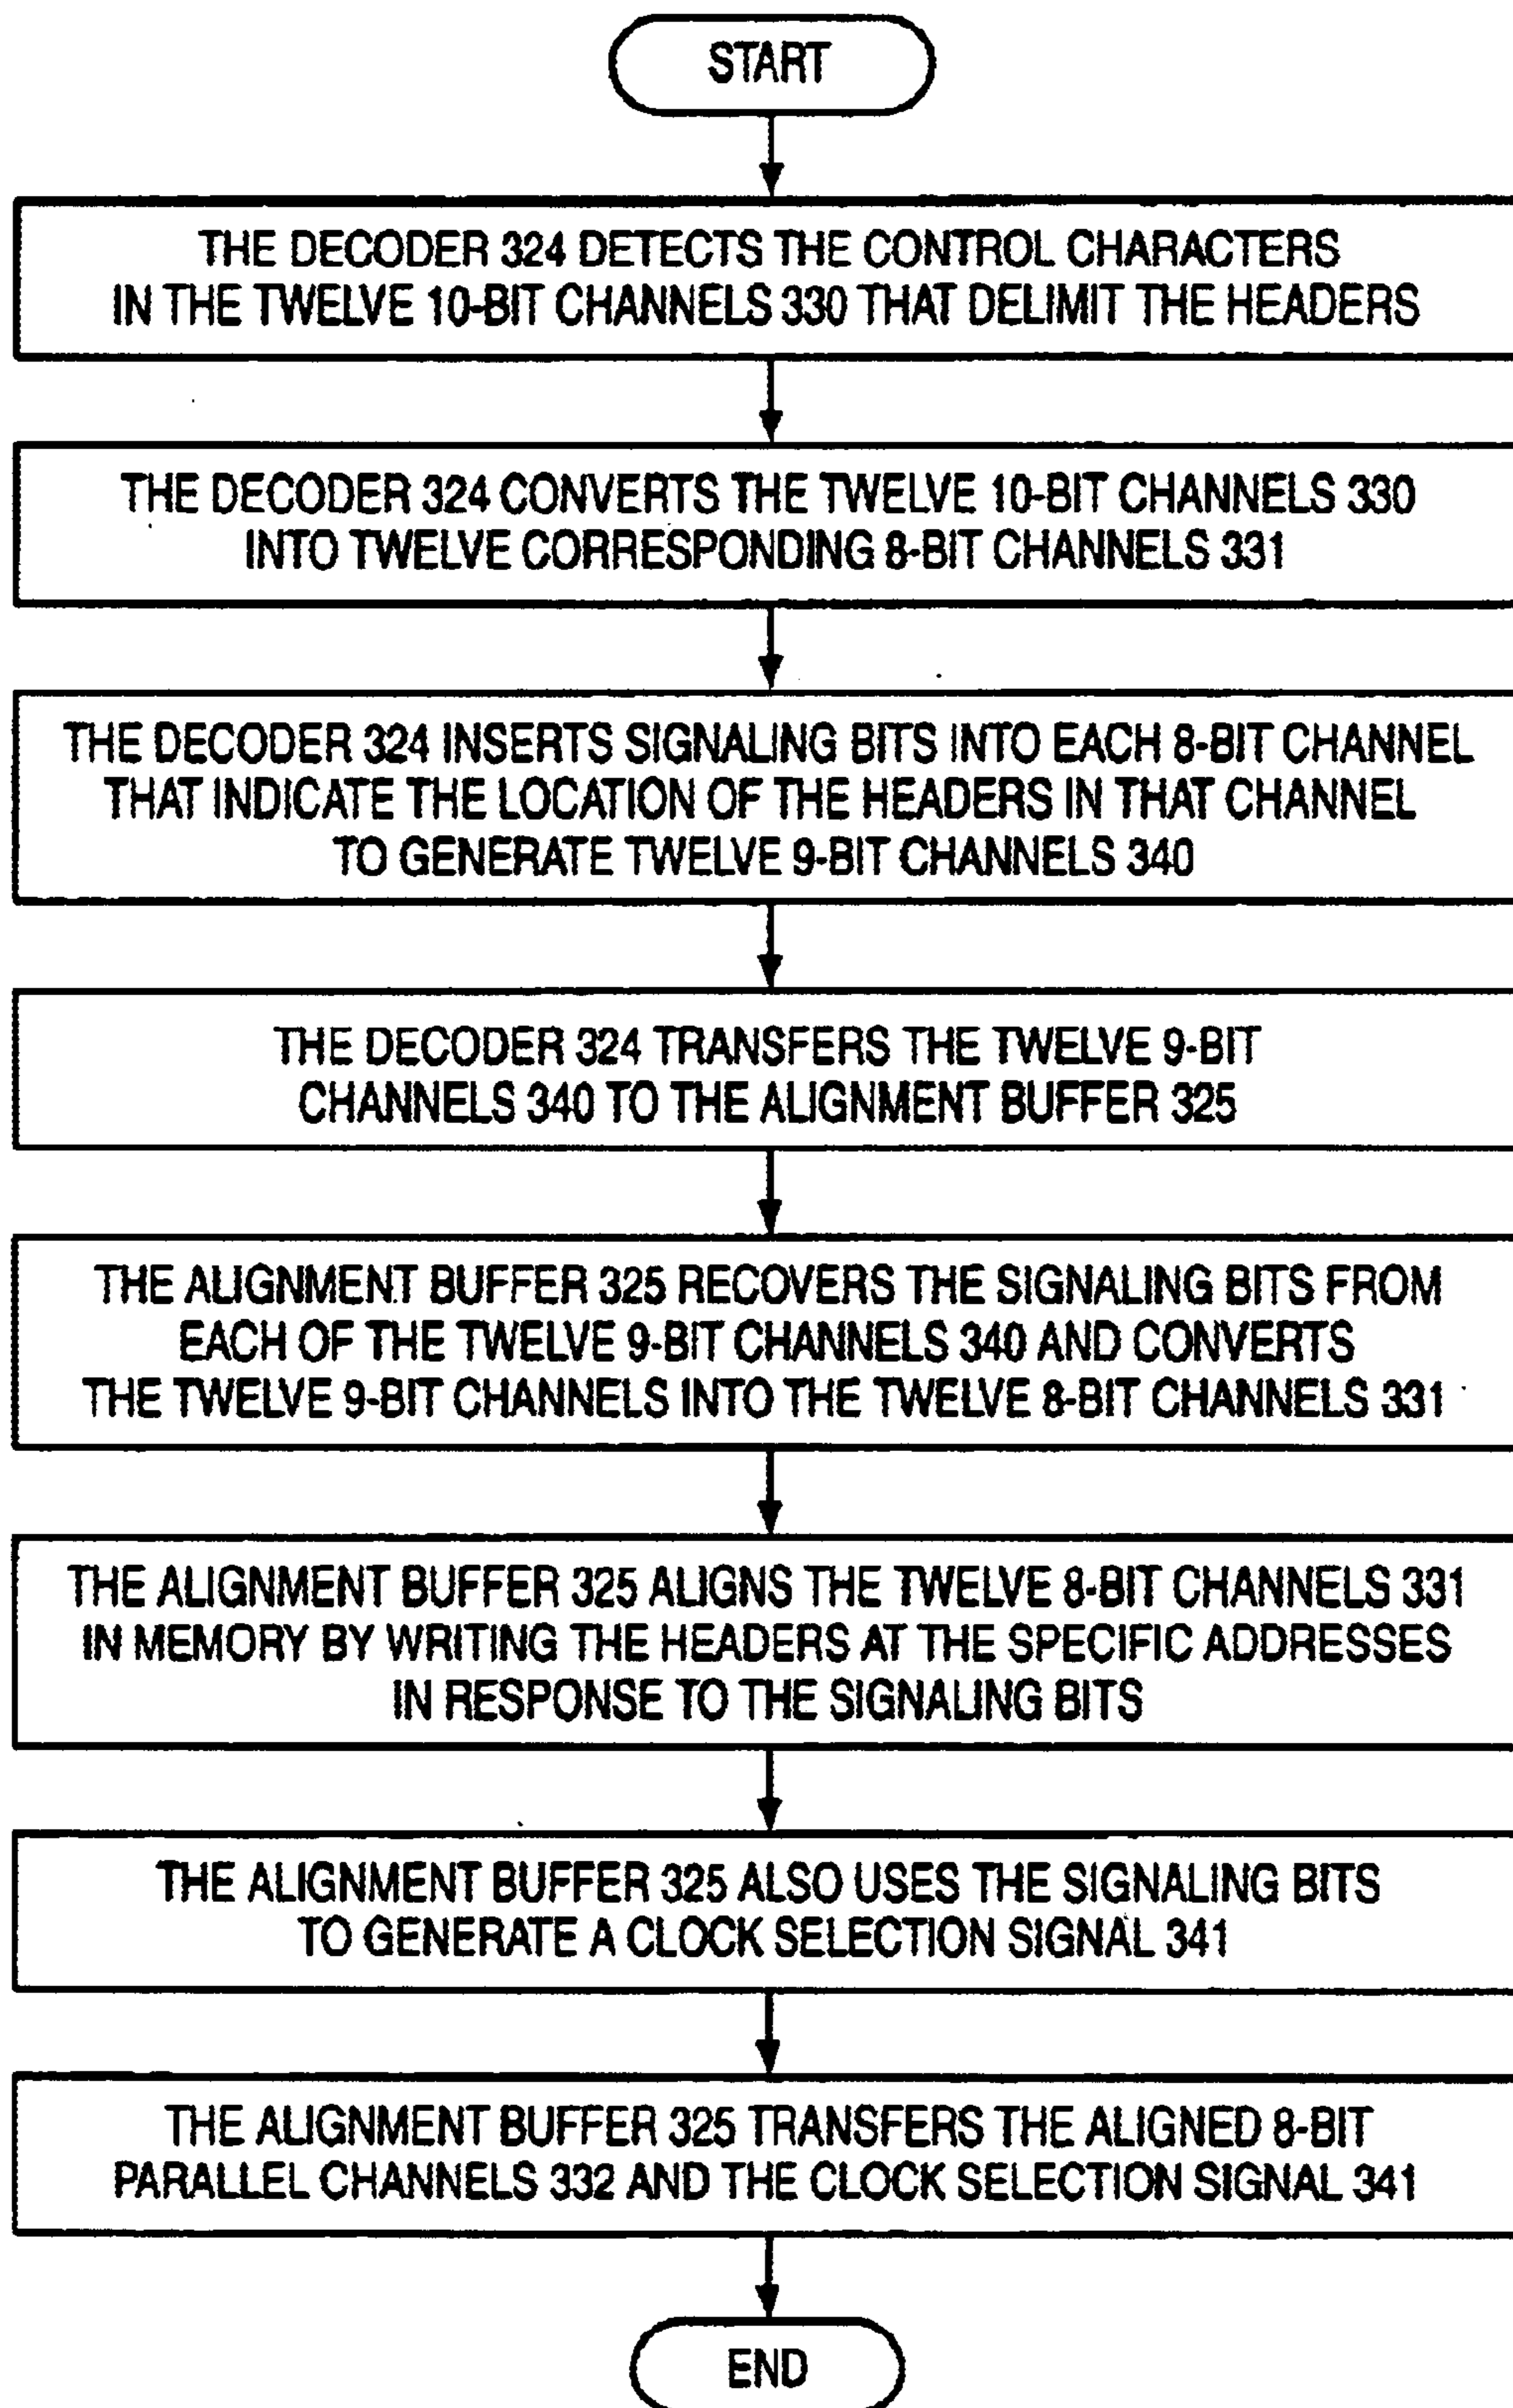 START
THE DECODER 324 DETECTS THE CONTROL CHARACTERS
IN THE TWELVE 10-BIT CHANNELS 330 THAT DELIMIT THE HEADERS
THE DECODER 324 CONVERTS THE TWELVE 10-BIT CHANNELS 330
INTO TWELVE CORRESPONDING 8-BIT CHANNELS 331
THE DECODER 324 INSERTS SIGNALING BITS INTO EACH 8-BIT CHANNEL
THAT INDICATE THE LOCATION OF THE HEADERS IN THAT CHANNEL
TO GENERATE TWELVE 9-BIT CHANNELS 340
THE DECODER 324 TRANSFERS THE TWELVE 9-BIT
CHANNELS 340 TO THE ALIGNMENT BUFFER 325
THE ALIGNMENT BUFFER 325 RECOVERS THE SIGNALING BITS FROM
EACH OF THE TWELVE 9-BIT CHANNELS 340 AND CONVERTS
THE TWELVE 9-BIT CHANNELS INTO THE TWELVE 8-BIT CHANNELS 331
THE ALIGNMENT BUFFER 325 ALIGNS THE TWELVE 8-BIT CHANNELS 331
IN MEMORY BY WRITING THE HEADERS AT THE SPECIFIC ADDRESSES
IN RESPONSE TO THE SIGNALING BITS
THE ALIGNMENT BUFFER 325 ALSO USES THE SIGNALING BITS
TO GENERATE A CLOCK SELECTION SIGNAL 341
THE ALIGNMENT BUFFER 325 TRANSFERS THE ALIGNED 8-BIT
PARALLEL CHANNELS 332 AND THE CLOCK SELECTION SIGNAL 341
END